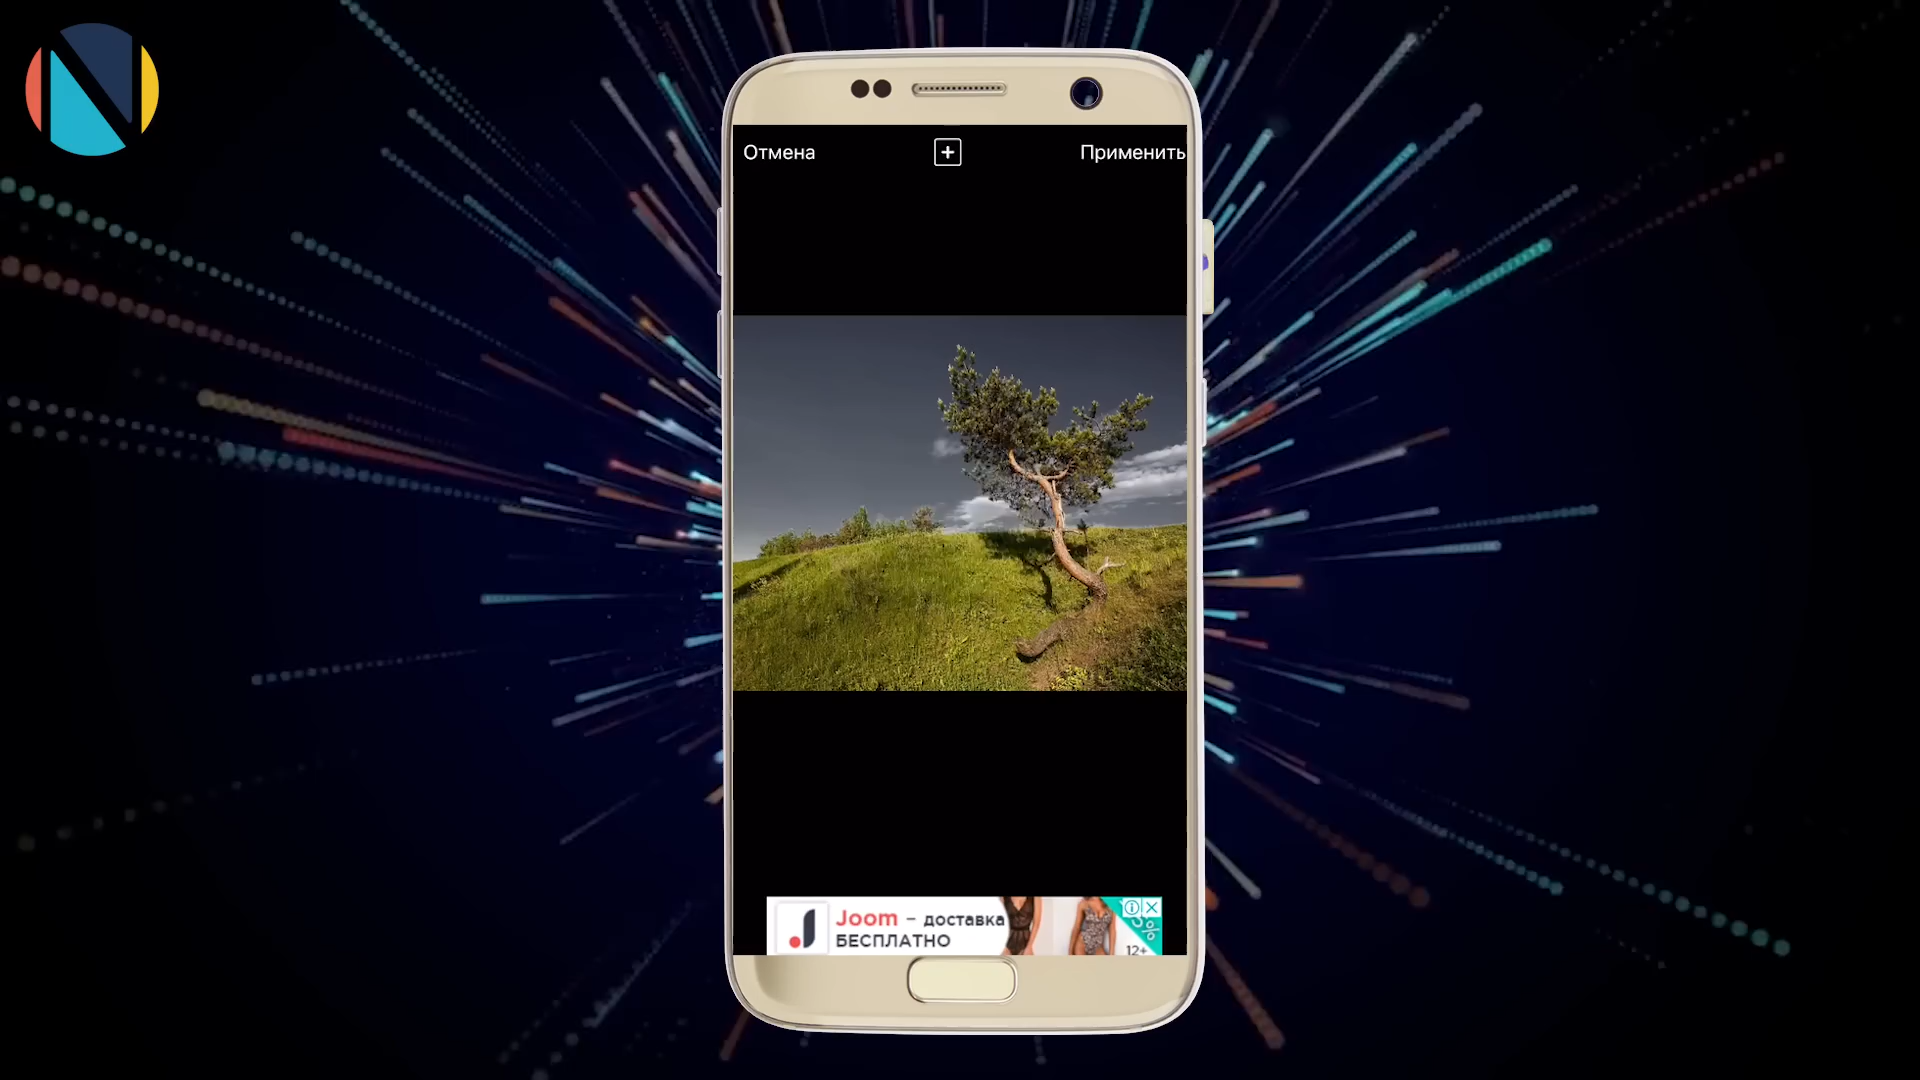 Отмена
Применить
Joom – доставка
БЕСПЛАТНО
%
12+